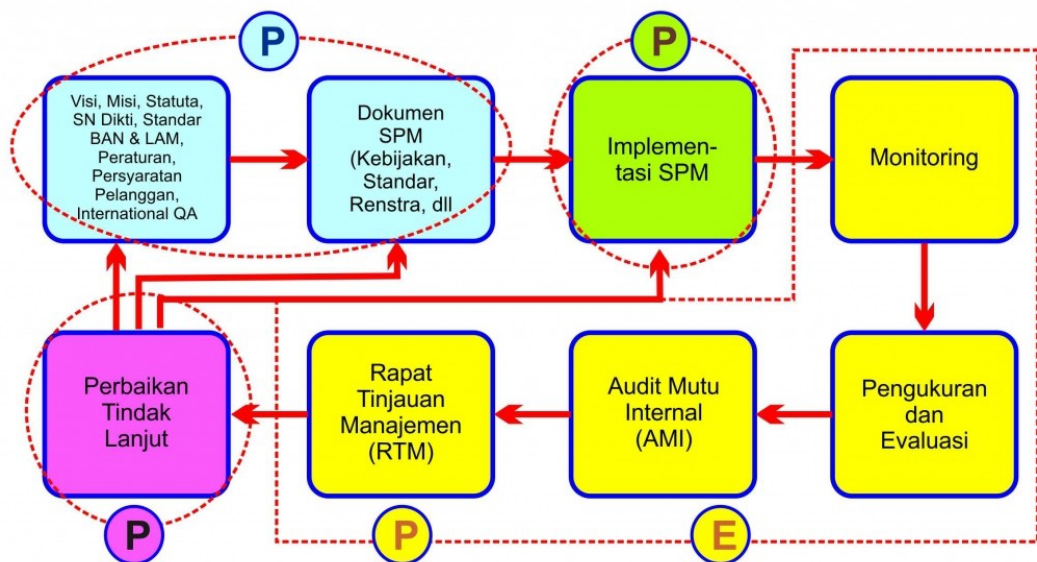 P
P
Visi, Misi, Statuta,
SN Dikti, Standar
BAN & LAM,
Peraturan,
Persyaratan
Pelanggan,
International QA
Dokumen
SPM
(Kebijakan,
Standar,
Renstra, dll
Implemen-
tasi SPM
Monitoring
Perbaikan
Tindak
Lanjut
Rapat
Tinjauan
Manajemen
(RTM)
Audit Mutu
Internal
(AMI)
Pengukuran
dan
Evaluasi
P
P
E